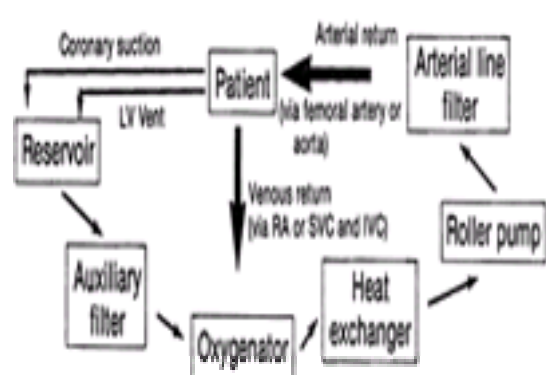 Coronary suction
Arterial return
Patient
Arterial line
filter
LV Vent
(via femoral artery or
aorta)
Reservoir
Venous return
(via RA or SVC and IVC)
Roller pump
Auxiliary
filter
Heat
exchanger
Oxygenator